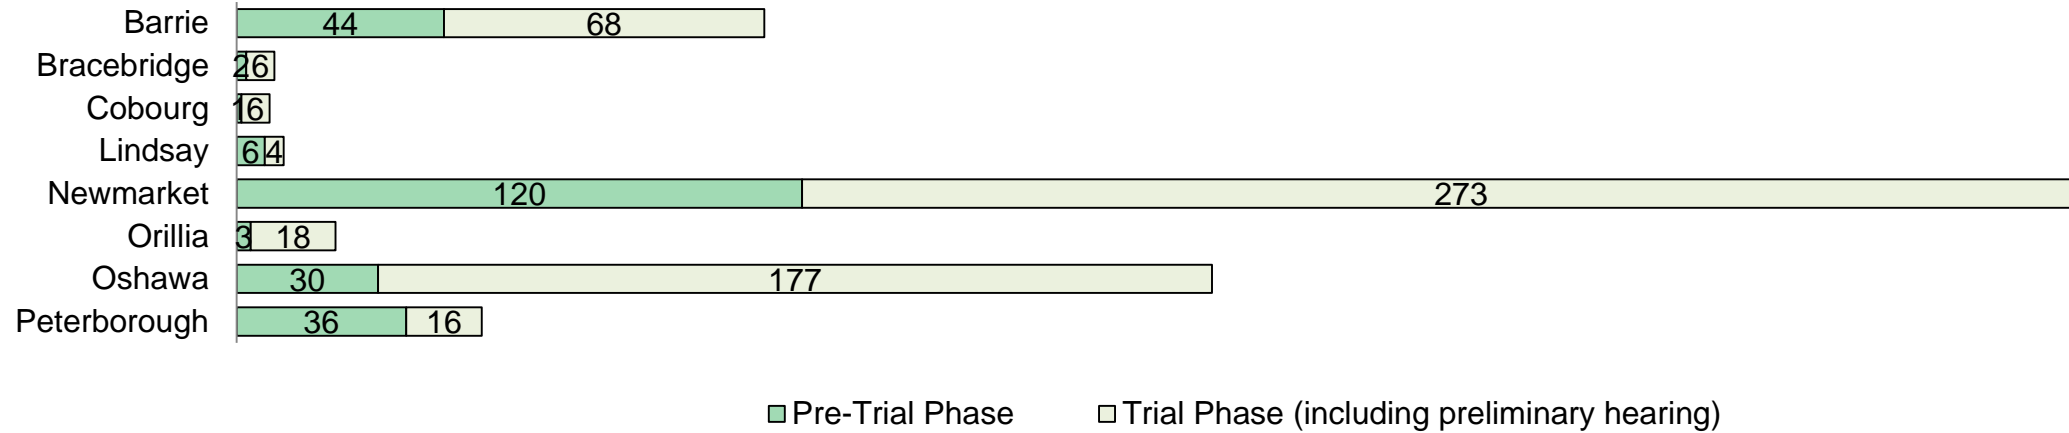 Barrie 44 68
Bracebridge 2 6
Cobourg 1 6
Lindsay 6 4
Newmarket 120 273
Orillia 3 18
Oshawa 30 177
Peterborough 36 16
Pre-Trial Phase Trial Phase (including preliminary hearing)